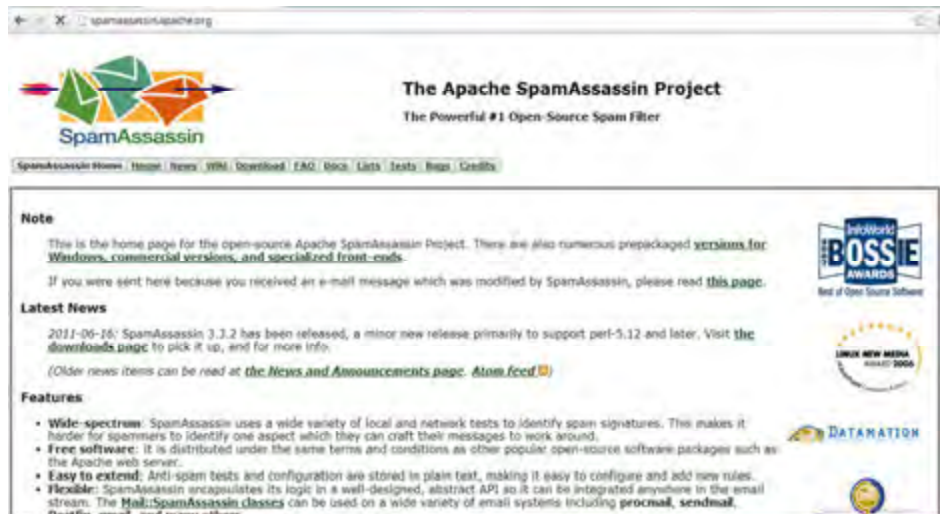 spamassassin.apache.org
The Apache SpamAssassin Project
The Powerful #1 Open-Source Spam Filter
SpamAssassin
SpamAssassin Home House News Wiki Download FAQ Docs Lists Tests Bugs Credits
Note
This is the home page for the open-source Apache SpamAssassin Project. There are also numerous prepackaged versions for
Windows, commercial versions, and specialized front-ends.
If you were sent here because you received an e-mail message which was modified by SpamAssassin, please read this page.
InfoWorld
BOSSIE
AWARDS
Best of Open Source Software
Latest News
2011-06-16: SpamAssassin 3.3.2 has been released, a minor new release primarily to support perl-5.12 and later. Visit the
downloads page to pick it up, and for more info.
(Older news items can be read at the News and Announcements page. Atom feed)
LINUX NEW MEDIA
AWARD 2006
Features
• Wide-spectrum: SpamAssassin uses a wide variety of local and network tests to identify spam signatures. This makes it
harder for spammers to identify one aspect which they can craft their messages to work around.
• Free software: it is distributed under the same terms and conditions as other popular open-source software packages such as
the Apache web server.
• Easy to extend: Anti-spam tests and configuration are stored in plain text, making it easy to configure and add new rules.
• Flexible: SpamAssassin encapsulates its logic in a well-designed, abstract API so it can be integrated anywhere in the email
stream. The Mail::SpamAssassin classes can be used on a wide variety of email systems including procmail, sendmail,
DATAMATION